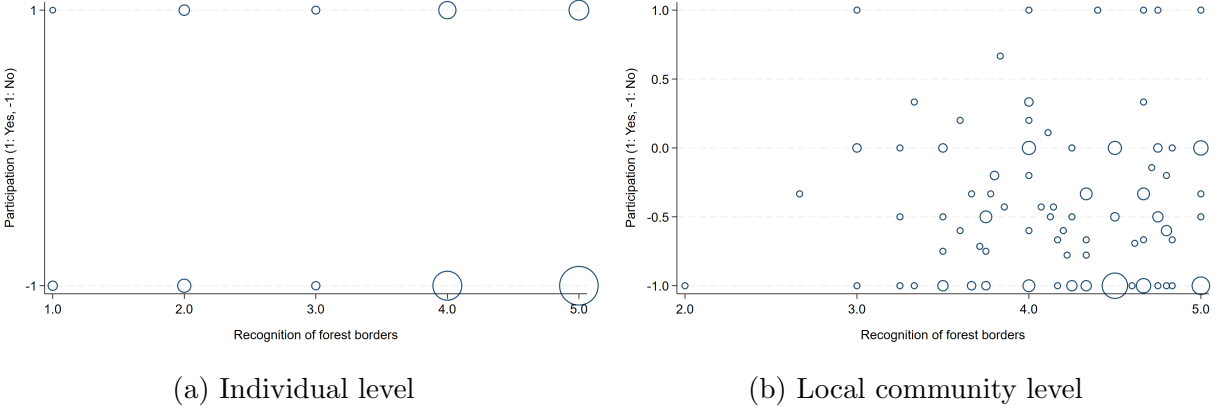 Participation (1: Yes, -1: No)
1
-1
1.0 2.0 3.0 4.0 5.0
Recognition of forest borders
(a) Individual level
Participation (1: Yes, -1: No)
1.0
0.5
0.0
-0.5
-1.0
2.0 3.0 4.0 5.0
Recognition of forest borders
(b) Local community level